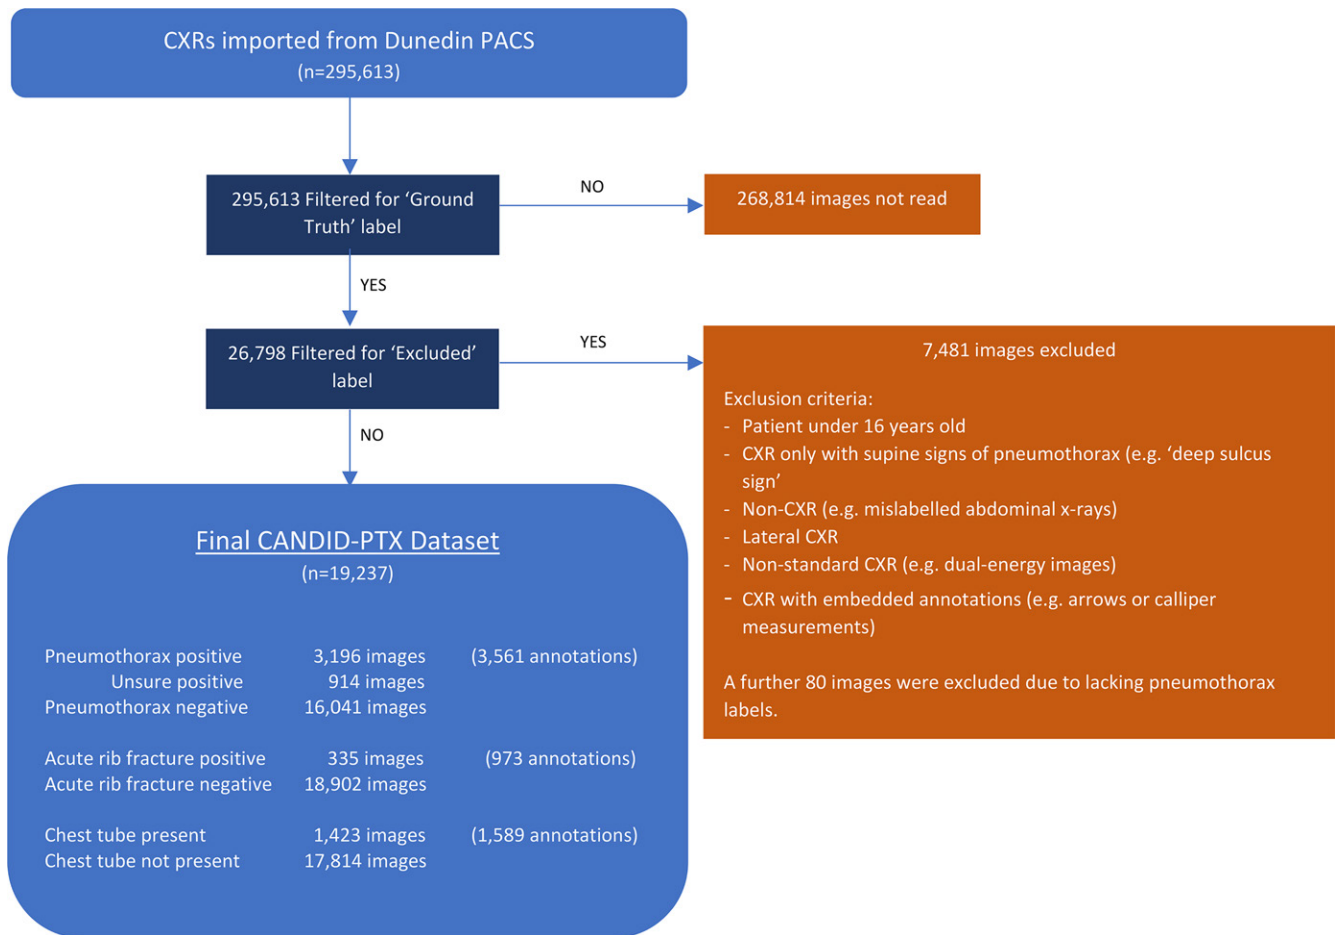 CXRs imported from Dunedin PACS
(n=295,613)
295,613 Filtered for ‘Ground
Truth’ label
NO
268,814 images not read
YES
26,798 Filtered for ‘Excluded’
label
YES
7,481 images excluded
Exclusion criteria:
- Patient under 16 years old
- CXR only with supine signs of pneumothorax (e.g. ‘deep sulcus
sign’
- Non-CXR (e.g. mislabelled abdominal x-rays)
- Lateral CXR
- Non-standard CXR (e.g. dual-energy images)
- CXR with embedded annotations (e.g. arrows or calliper
measurements)
A further 80 images were excluded due to lacking pneumothorax
labels.
NO
Final CANDID-PTX Dataset
(n=19,237)
Pneumothorax positive 3,196 images (3,561 annotations)
Unsure positive 914 images
Pneumothorax negative 16,041 images
Acute rib fracture positive 335 images (973 annotations)
Acute rib fracture negative 18,902 images
Chest tube present 1,423 images (1,589 annotations)
Chest tube not present 17,814 images